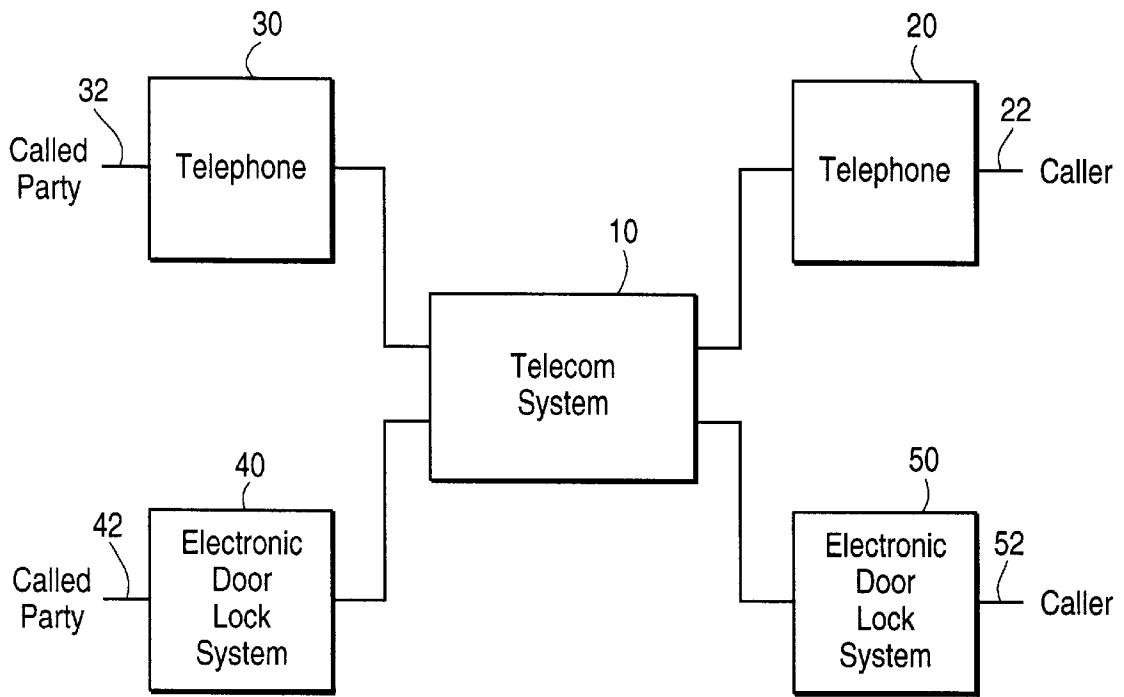 30
20
32
22
Called
Party
Telephone
Telephone
Caller
10
Telecom
System
40
50
42
52
Called
Party
Electronic
Door
Lock
System
Electronic
Door
Lock
System
Caller